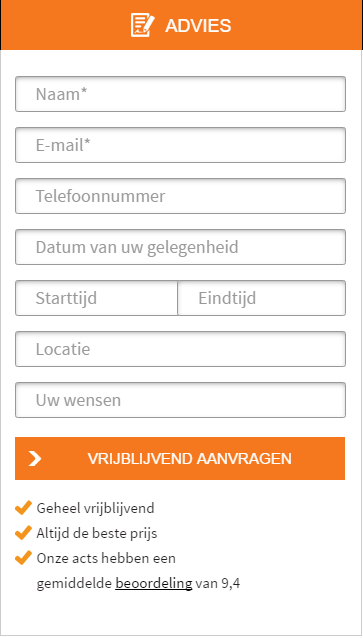 ADVIES
Naam*
E-mail*
Telefoonnummer
Datum van uw gelegenheid
Starttijd Eindtijd
Locatie
Uw wensen
VRIJBLIJVEND AANVRAGEN
Geheel vrijblijvend
Altijd de beste prijs
Onze acts hebben een
gemiddelde beoordeling van 9,4